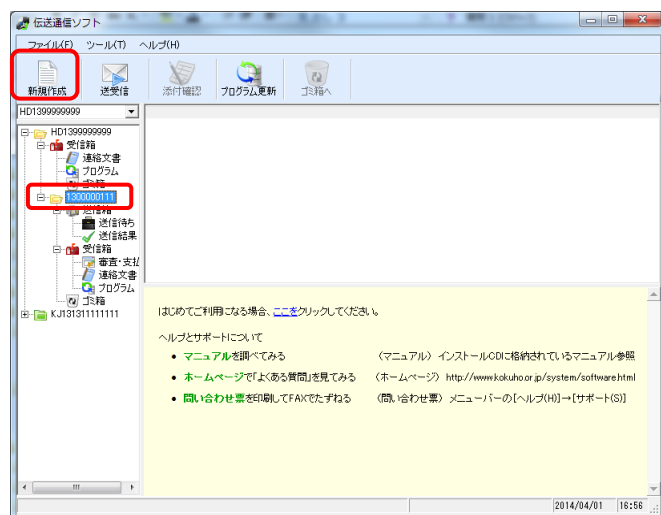 伝送通信ソフト
ファイル(F) ツール(T) ヘルプ(H)
新規作成 送受信 添付確認 プログラム更新 ゴミ箱へ
HD1399999999
HD1399999999
受信箱
連絡文書
プログラム
ゴミ箱
1300000111
送信箱
送信待ち
送信結果
受信箱
審査・支払
連絡文書
プログラム
ゴミ箱
KJ131311111111
はじめてご利用になる場合、ここをクリックしてください。
ヘルプとサポートについて
• マニュアルを調べてみる （マニュアル） インストールCDに格納されているマニュアル参照
• ホームページで「よくある質問」を見てみる （ホームページ） http://www.kokuho.or.jp/system/software.html
• 問い合わせ票を印刷してFAXでたずねる （問い合わせ票） メニューバーの[ヘルプ(H)]→[サポート(S)]
2014/04/01 16:56